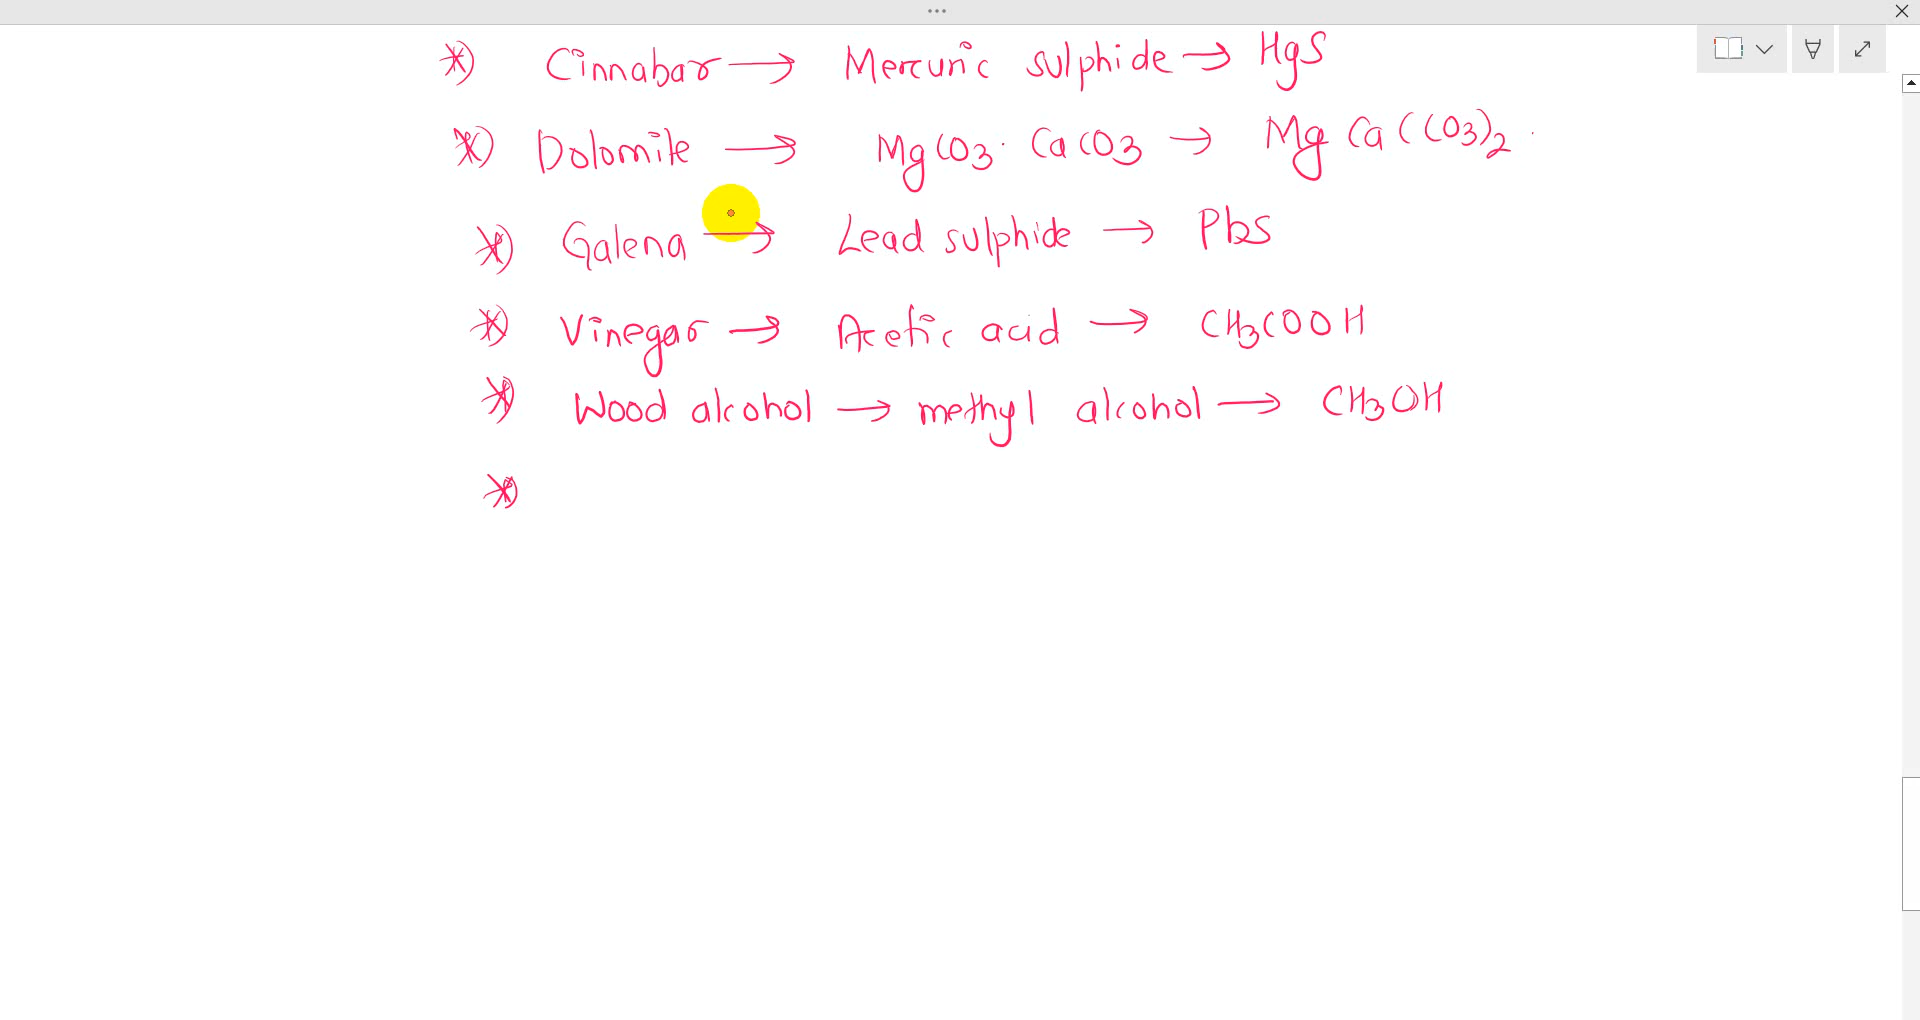 *) Cinnabar → Mercuric sulphide → HgS
*) Dolomite → MgCO3. CaCO3 → MgCa(CO3)2.
*) Galena → Lead sulphide → PbS
*) Vinegar → Acetic acid → CH3COOH
*) Wood alcohol → methyl alcohol → CH3OH
*)